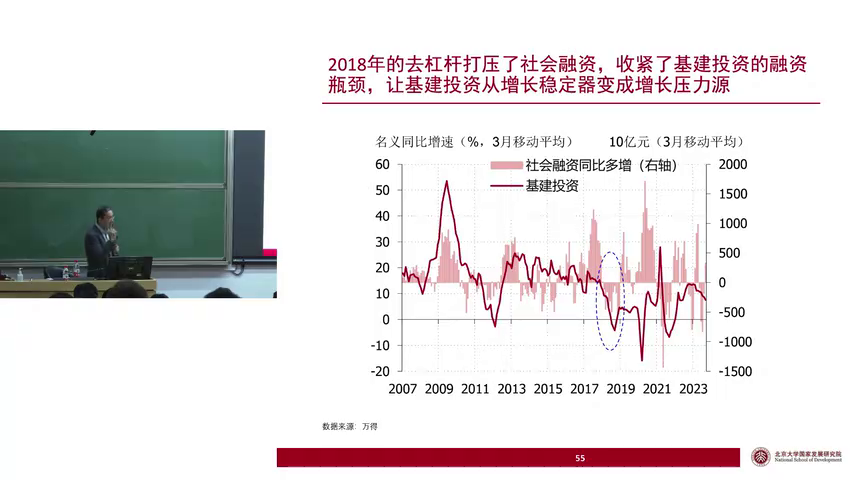 2018年的去杠杆打压了社会融资，收紧了基建投资的融资
瓶颈，让基建投资从增长稳定器变成增长压力源
名义同比增速（%，3月移动平均） 10亿元（3月移动平均）
社会融资同比多增（右轴）
基建投资
60
50
40
30
20
10
0
-10
-20
2000
1500
1000
500
0
-500
-1000
-1500
2007 2009 2011 2013 2015 2017 2019 2021 2023
数据来源：万得
55
北京大学国家发展研究院
National School of Development